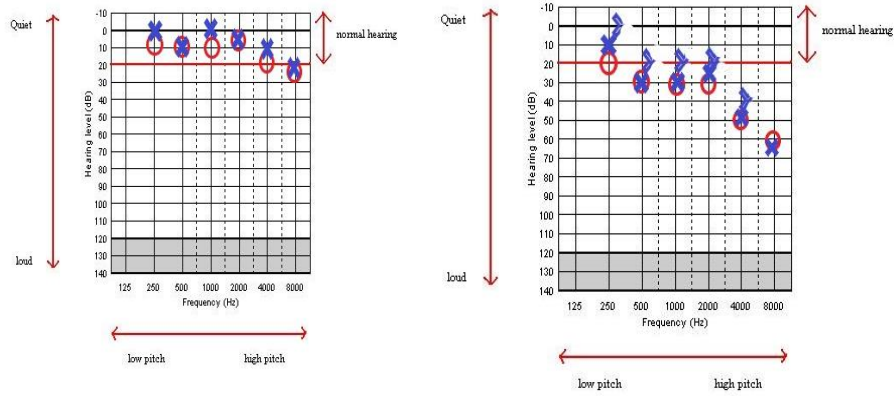 Quiet
loud
Hearing level (dB)
-10
0
10
20
30
40
50
60
70
80
90
100
110
120
130
140
125 250 500 1000 2000 4000 8000
Frequency (Hz)
low pitch high pitch
normal hearing
Quiet
loud
Hearing level (dB)
-10
0
10
20
30
40
50
60
70
80
90
100
110
120
130
140
125 250 500 1000 2000 4000 8000
Frequency (Hz)
low pitch high pitch
normal hearing